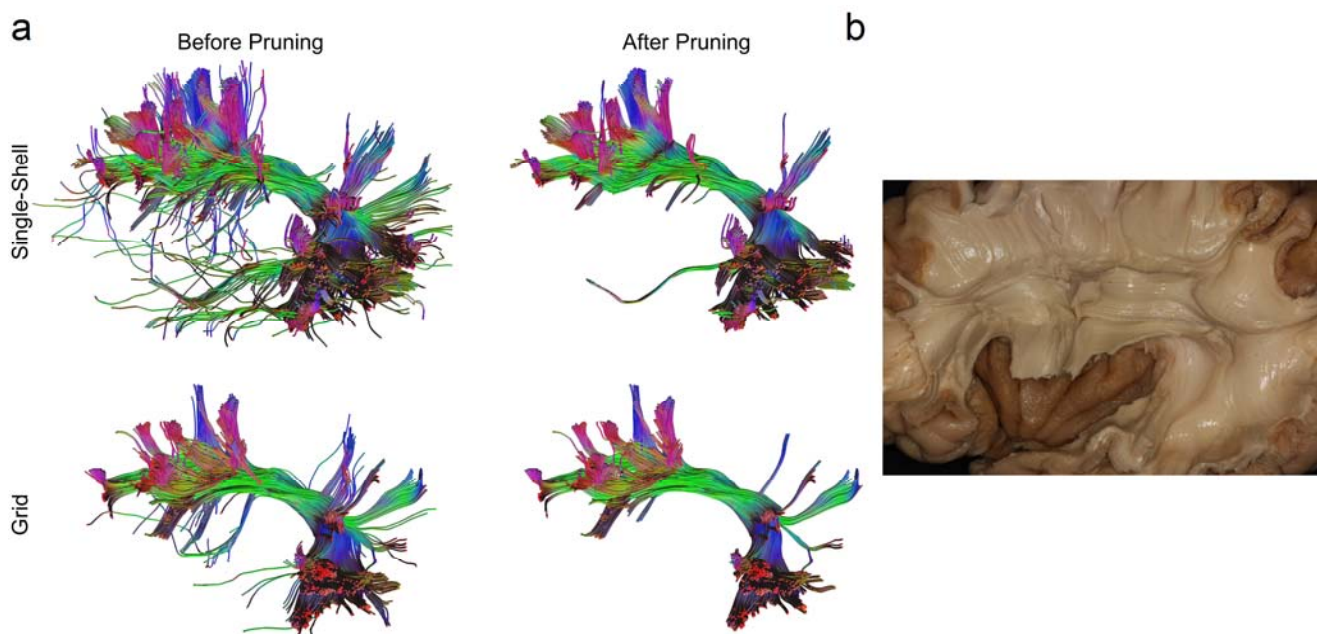 a
b
Before Pruning
After Pruning
Single-Shell
Grid